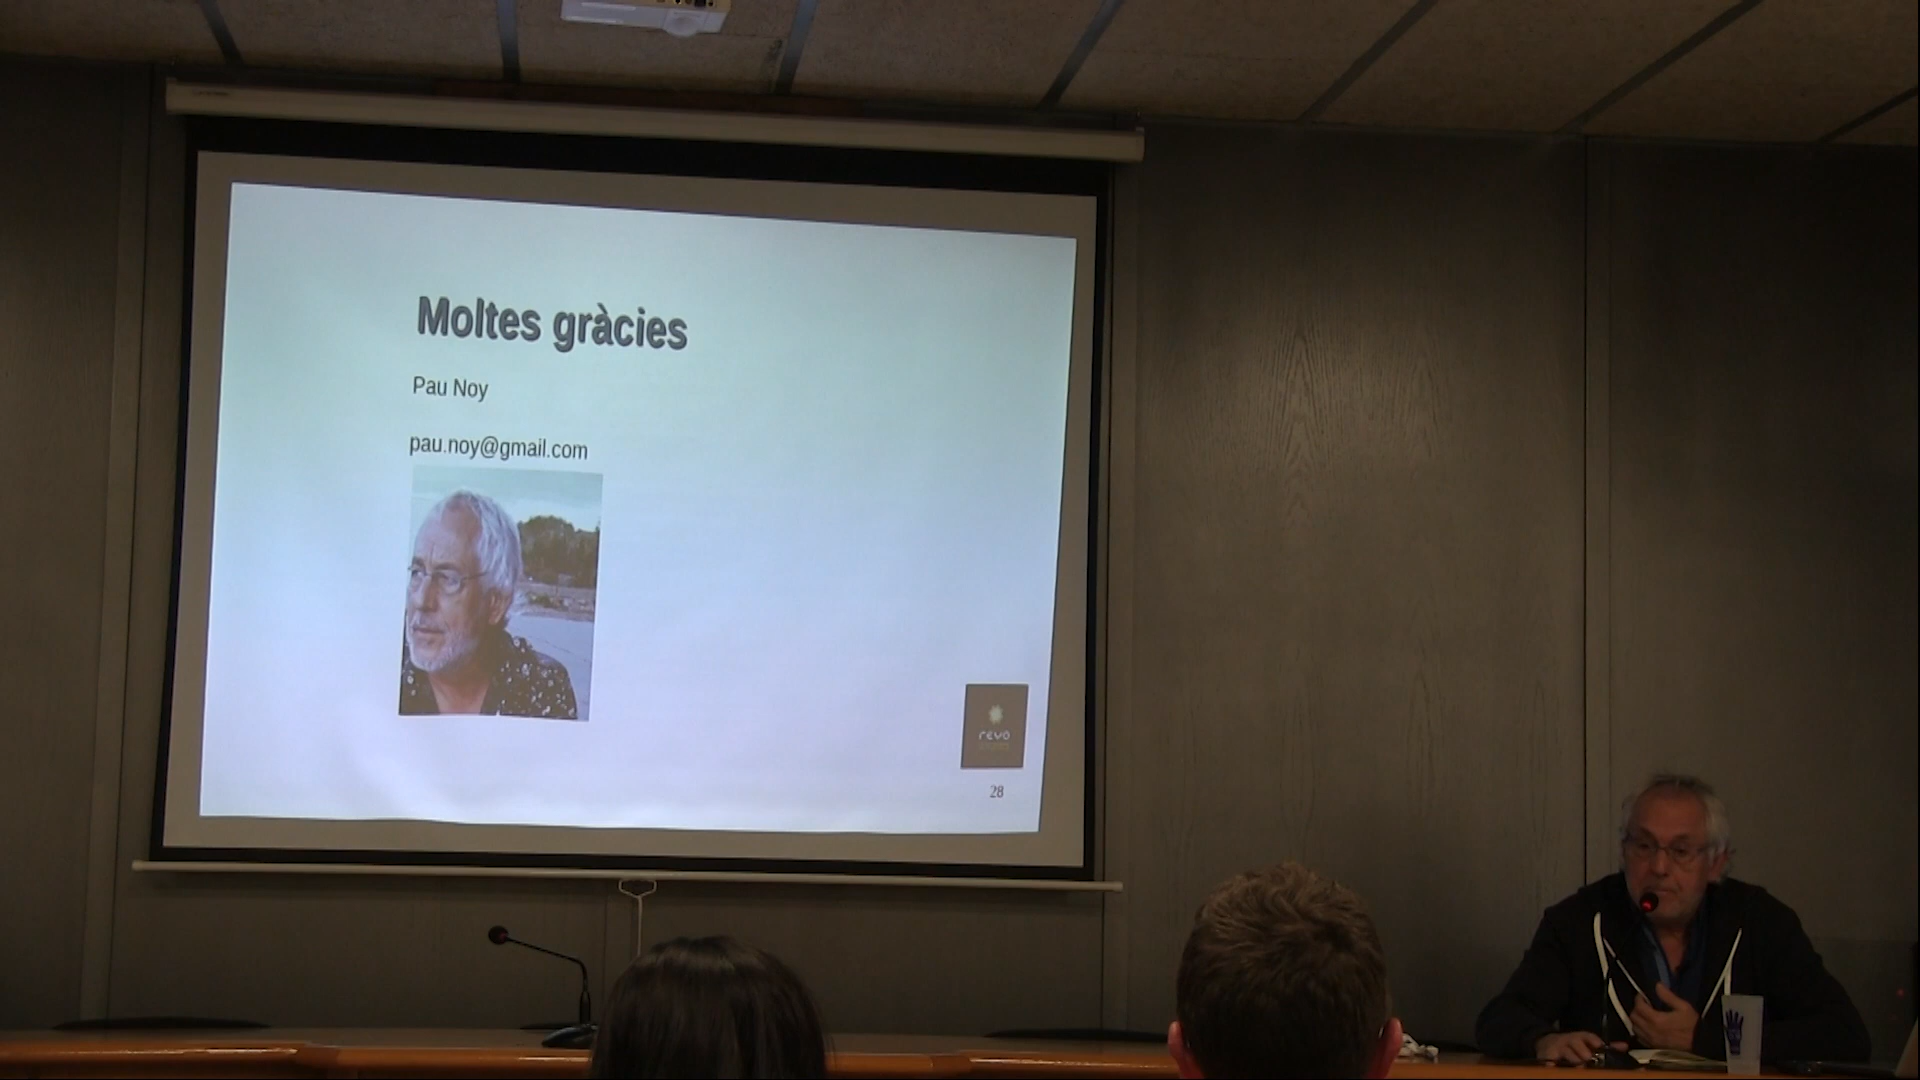 Moltes gràcies
Pau Noy
pau.noy@gmail.com
revo
28